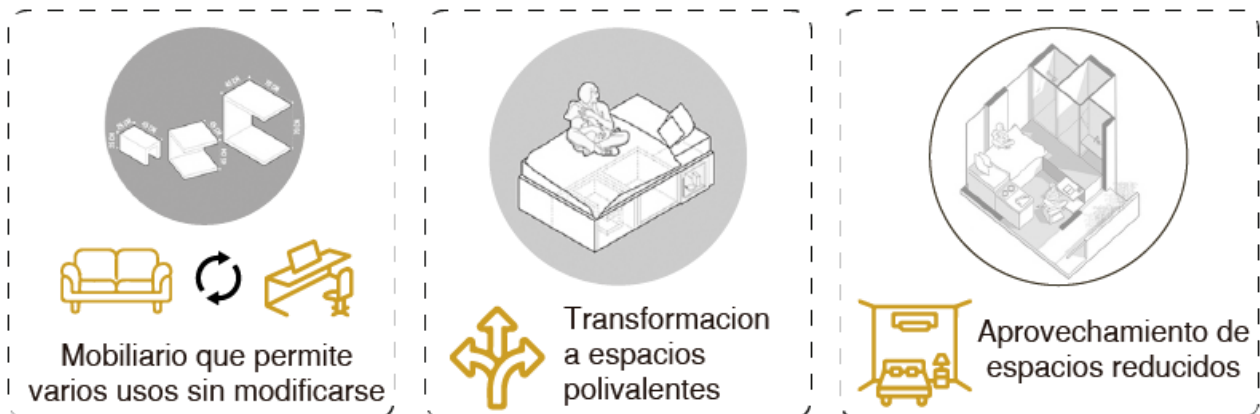 Mobiliario que permite
varios usos sin modificarse
Transformacion
a espacios
polivalentes
Aprovechamiento de
espacios reducidos